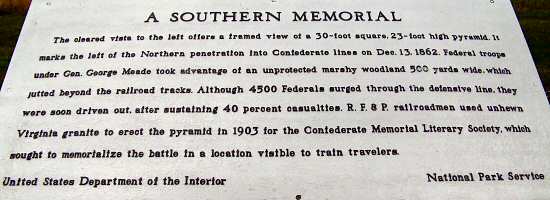 A SOUTHERN MEMORIAL
The cleared vista to the left offers a framed view of a 30-foot square, 23-foot high pyramid. It
marks the left of the Northern penetration into Confederate lines on Dec. 13, 1862. Federal troops
under Gen. George Meade took advantage of an unprotected marshy woodland 500 yards wide, which
jutted beyond the railroad tracks. Although 4500 Federals surged through the defensive line, they
were soon driven out, after sustaining 40 percent casualties. R. F. & P. railroadmen used unhewn
Virginia granite to erect the pyramid in 1903 for the Confederate Memorial Literary Society, which
sought to memorialize the battle in a location visible to train travelers.
United States Department of the Interior
National Park Service